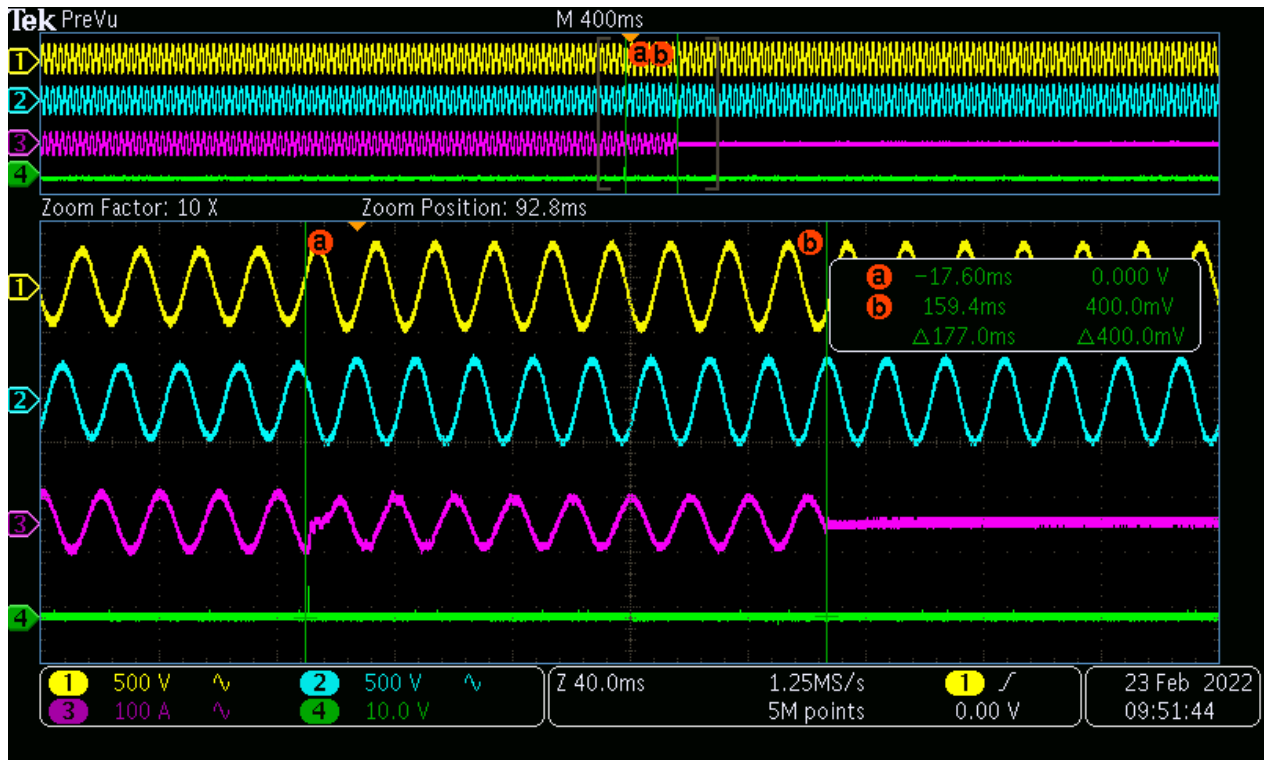 Tek PreVu M 400ms
a b
1
2
3
4
Zoom Factor: 10 X Zoom Position: 92.8ms
a b
1
a −17.60ms 0.000 V
b 159.4ms 400.0mV
△177.0ms △400.0mV
2
3
4
1 500 V 2 500 V Z 40.0ms 1.25MS/s 1 23 Feb 2022
3 100 A 4 10.0 V 5M points 0.00 V 09:51:44